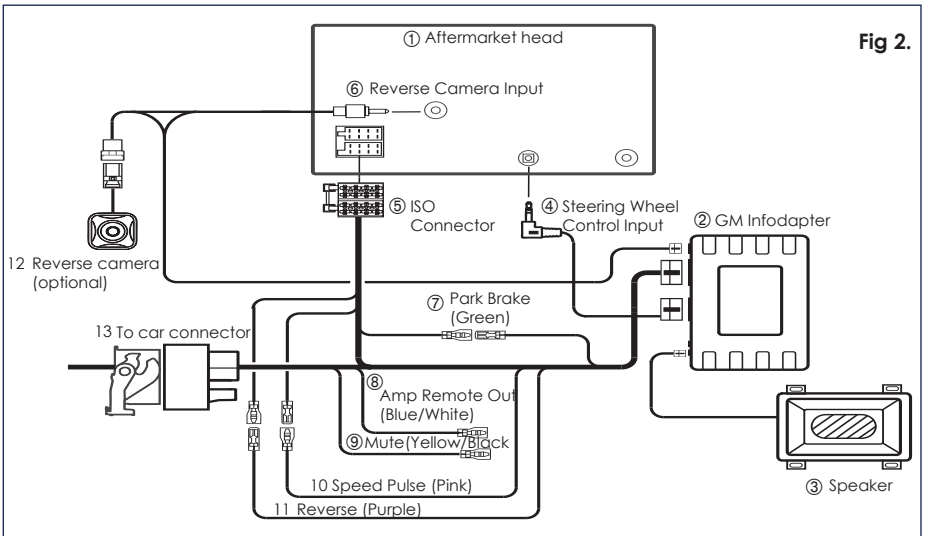 Fig 2.
① Aftermarket head
⑥ Reverse Camera Input
⑤ ISO
Connector
④ Steering Wheel
Control Input
② GM Infodapter
12 Reverse camera
(optional)
⑦ Park Brake
(Green)
13 To car connector
⑧
Amp Remote Out
(Blue/White)
⑨ Mute(Yellow/Black
10 Speed Pulse (Pink)
③ Speaker
11 Reverse (Purple)